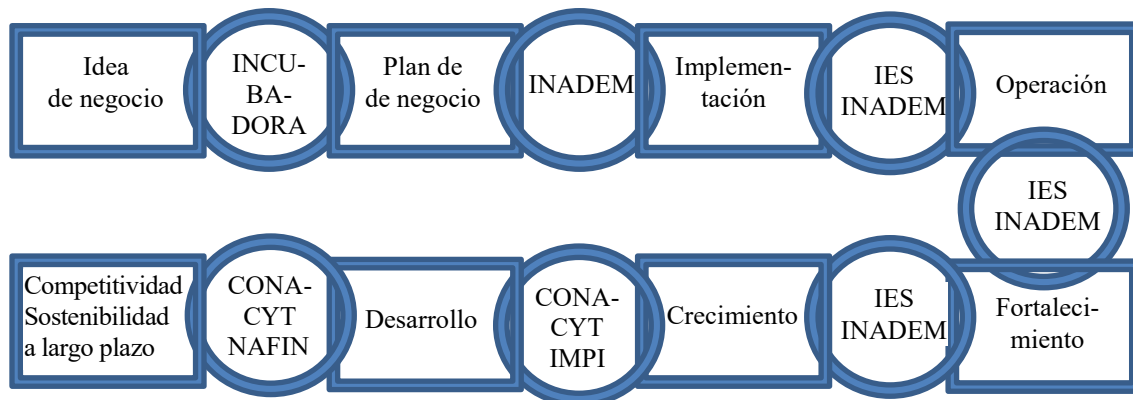 Idea
de negocio
INCU-
BA-
DORA
Plan de
de negocio
INADEM
Implemen-
tación
IES
INADEM
Operación
IES
INADEM
Competitividad
Sostenibilidad
a largo plazo
CONA-
CYT
NAFIN
Desarrollo
CONA-
CYT
IMPI
Crecimiento
IES
INADEM
Fortaleci-
miento